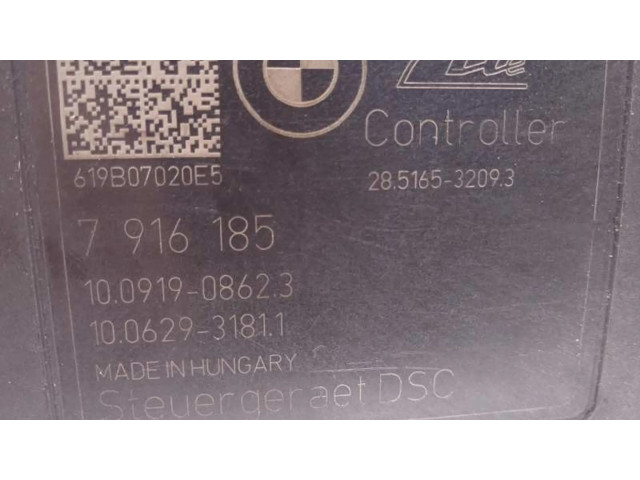 Ate
Controller
619B07020E5
28.5165-3209.3
7 916 185
10.0919-0862.3
10.0629-3181.1
MADE IN HUNGARY
Steuergeraet DSC